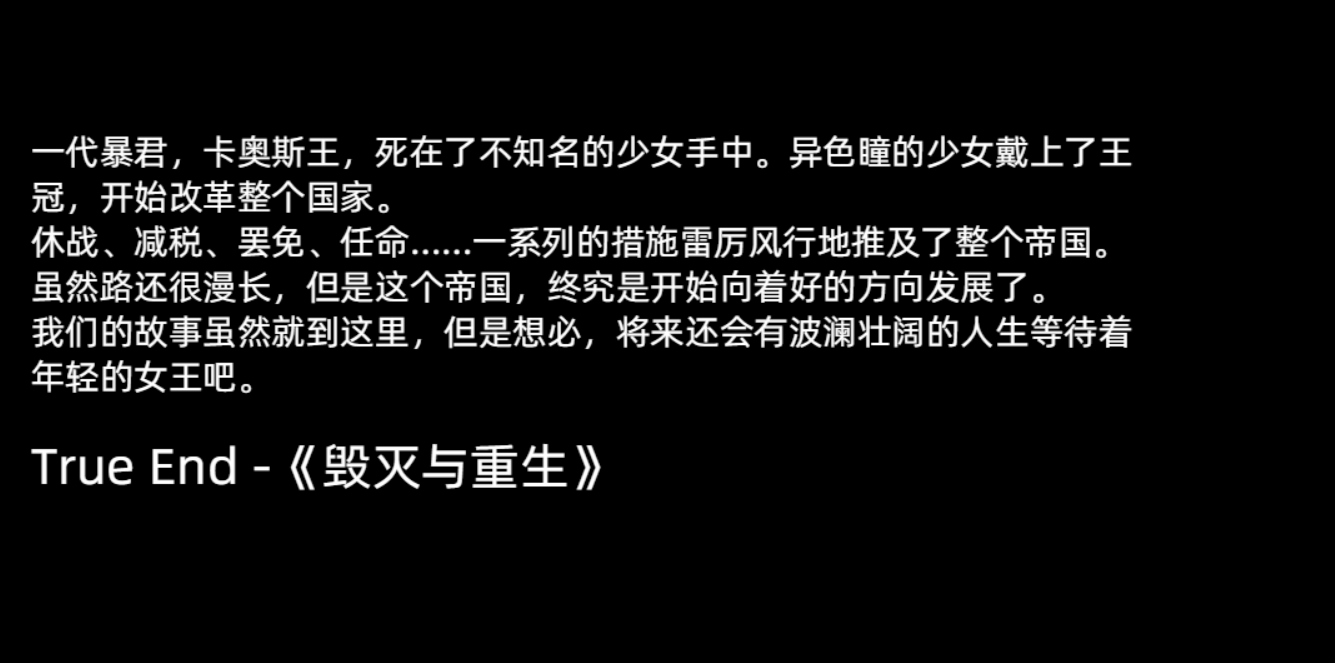 一代暴君，卡奥斯王，死在了不知名的少女手中。异色瞳的少女戴上了王
冠，开始改革整个国家。
休战、减税、罢免、任命......一系列的措施雷厉风行地推及了整个帝国。
虽然路还很漫长，但是这个帝国，终究是开始向着好的方向发展了。
我们的故事虽然就到这里，但是想必，将来还会有波澜壮阔的人生等待着
年轻的女王吧。
True End -《毁灭与重生》